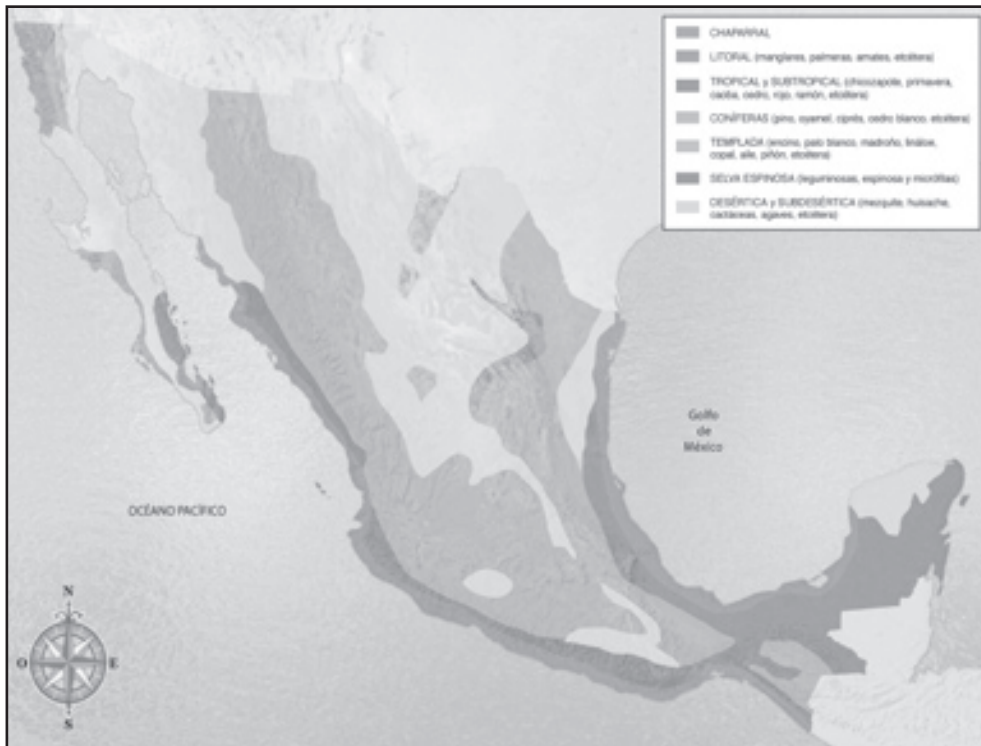 CHAPARRAL
LITORAL (manglares, palmeras, amates, etcétera)
TROPICAL y SUBTROPICAL (chicozapote, primavera,
caoba, cedro, rojo, ramón, etcétera)
CONÍFERAS (pino, oyamel, ciprés, cedro blanco, etcétera)
TEMPLADA (encino, palo blanco, madroño, lináloe,
copal, aile, piñón, etcétera)
SELVA ESPINOSA (leguminosas, espinosa y micrófilas)
DESÉRTICA y SUBDESÉRTICA (mezquite, huisache,
cactáceas, agaves, etcétera)
Golfo
de
México
OCÉANO PACÍFICO
N
O E
S